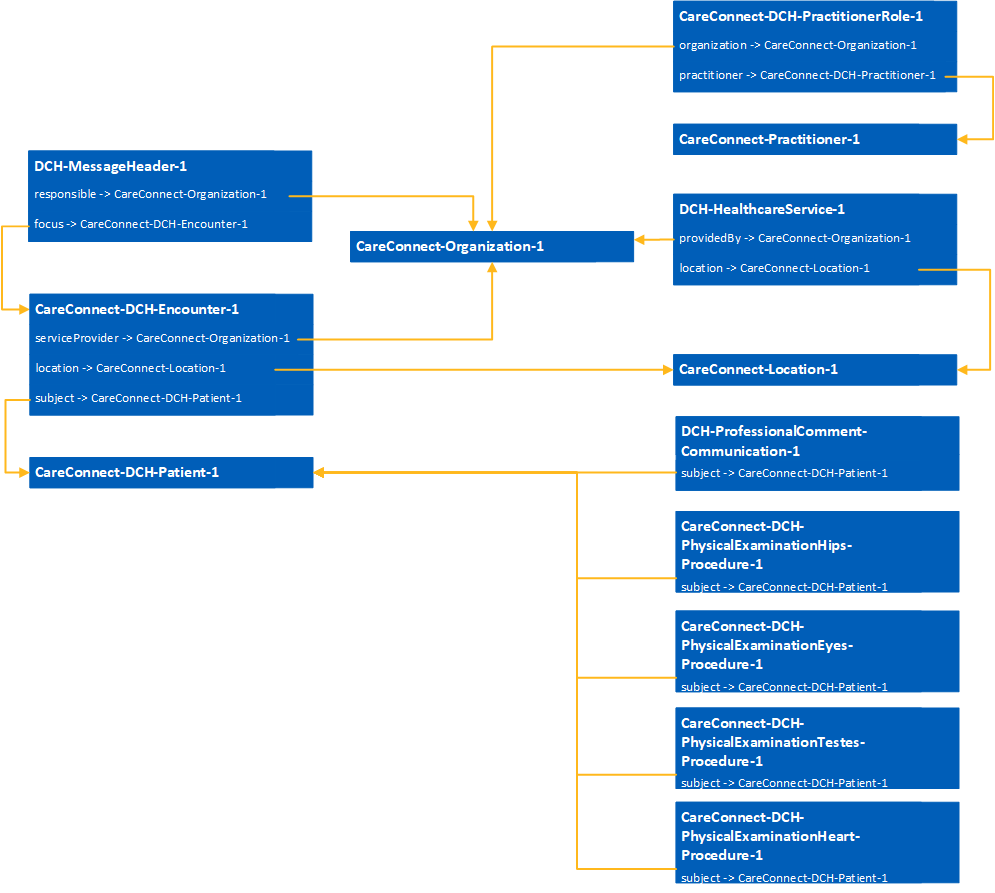 CareConnect-DCH-PractitionerRole-1
organization -> CareConnect-Organization-1
practitioner -> CareConnect-DCH-Practitioner-1
CareConnect-Practitioner-1
DCH-MessageHeader-1
responsible -> CareConnect-Organization-1
focus -> CareConnect-DCH-Encounter-1
DCH-HealthcareService-1
providedBy -> CareConnect-Organization-1
location -> CareConnect-Location-1
CareConnect-Organization-1
CareConnect-DCH-Encounter-1
serviceProvider -> CareConnect-Organization-1
location -> CareConnect-Location-1
subject -> CareConnect-DCH-Patient-1
CareConnect-Location-1
CareConnect-DCH-Patient-1
DCH-ProfessionalComment-
Communication-1
subject -> CareConnect-DCH-Patient-1
CareConnect-DCH-
PhysicalExaminationHips-
Procedure-1
subject -> CareConnect-DCH-Patient-1
CareConnect-DCH-
PhysicalExaminationEyes-
Procedure-1
subject -> CareConnect-DCH-Patient-1
CareConnect-DCH-
PhysicalExaminationTestes-
Procedure-1
subject -> CareConnect-DCH-Patient-1
CareConnect-DCH-
PhysicalExaminationHeart-
Procedure-1
subject -> CareConnect-DCH-Patient-1